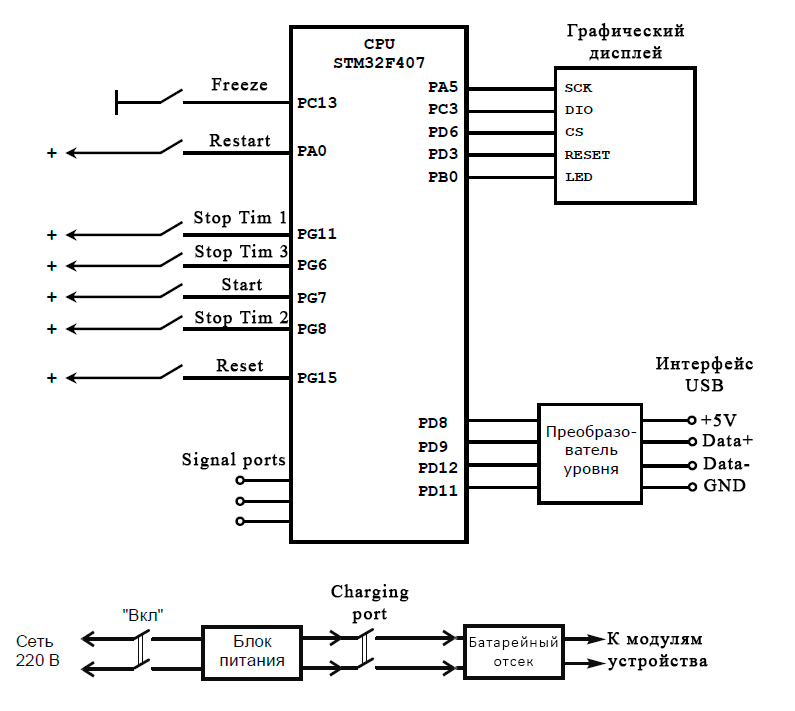 CPU
STM32F407
Графический
дисплей
Freeze
PC13
Restart
+
PA0
Stop Tim 1
+
PG11
Stop Tim 3
+
PG6
Start
+
PG7
Stop Tim 2
+
PG8
Reset
+
PG15
Signal ports
PA5
SCK
PC3
DIO
PD6
CS
PD3
RESET
PB0
LED
Интерфейс
USB
PD8
PD9
PD12
PD11
Преобразо-
ватель
уровня
+5V
Data+
Data-
GND
Сеть
220 В
"Вкл"
Блок
питания
Charging
port
Батарейный
отсек
К модулям
устройства